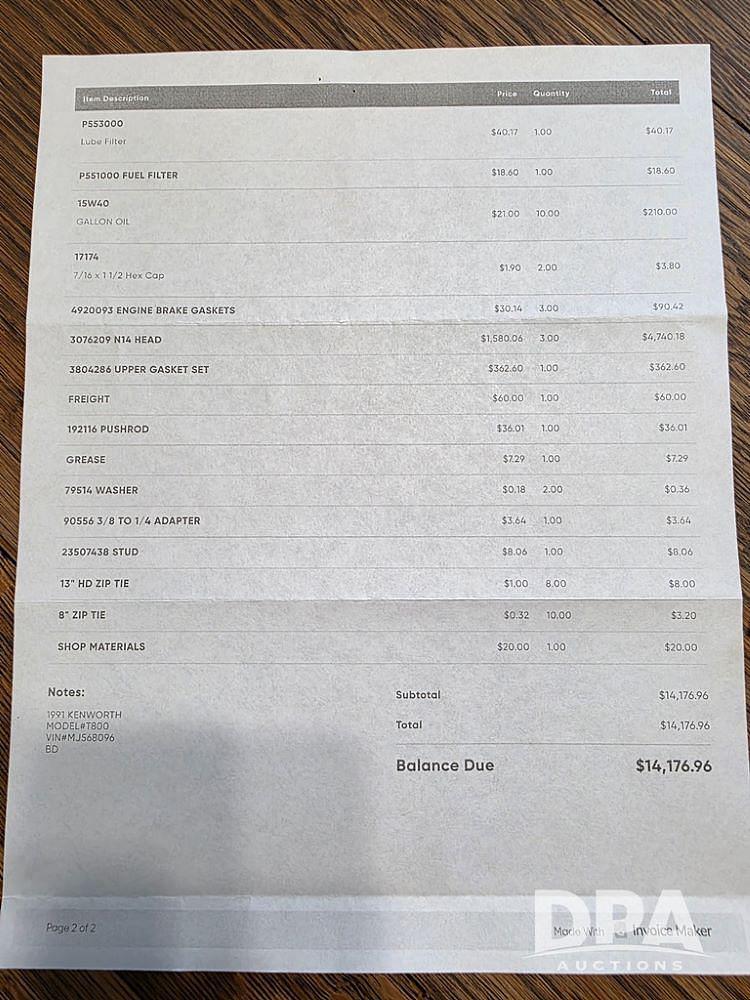 Item Description Price Quantity Total
P553000
Lube Filter $40.17 1.00 $40.17
P551000 FUEL FILTER $18.60 1.00 $18.60
15W40
GALLON OIL $21.00 10.00 $210.00
17174
7/16 x 1 1/2 Hex Cap $1.90 2.00 $3.80
4920093 ENGINE BRAKE GASKETS $30.14 3.00 $90.42
3076209 N14 HEAD $1,580.06 3.00 $4,740.18
3804286 UPPER GASKET SET $362.60 1.00 $362.60
FREIGHT $60.00 1.00 $60.00
192116 PUSHROD $36.01 1.00 $36.01
GREASE $7.29 1.00 $7.29
79514 WASHER $0.18 2.00 $0.36
90556 3/8 TO 1/4 ADAPTER $3.64 1.00 $3.64
23507438 STUD $8.06 1.00 $8.06
13" HD ZIP TIE $1.00 8.00 $8.00
8" ZIP TIE $0.32 10.00 $3.20
SHOP MATERIALS $20.00 1.00 $20.00
Notes: Subtotal $14,176.96
1991 KENWORTH
MODEL#T800 Total $14,176.96
VIN#MJ568096
BD
Balance Due $14,176.96
Page 2 of 2 Made With Invoice Maker
DPA
AUCTIONS